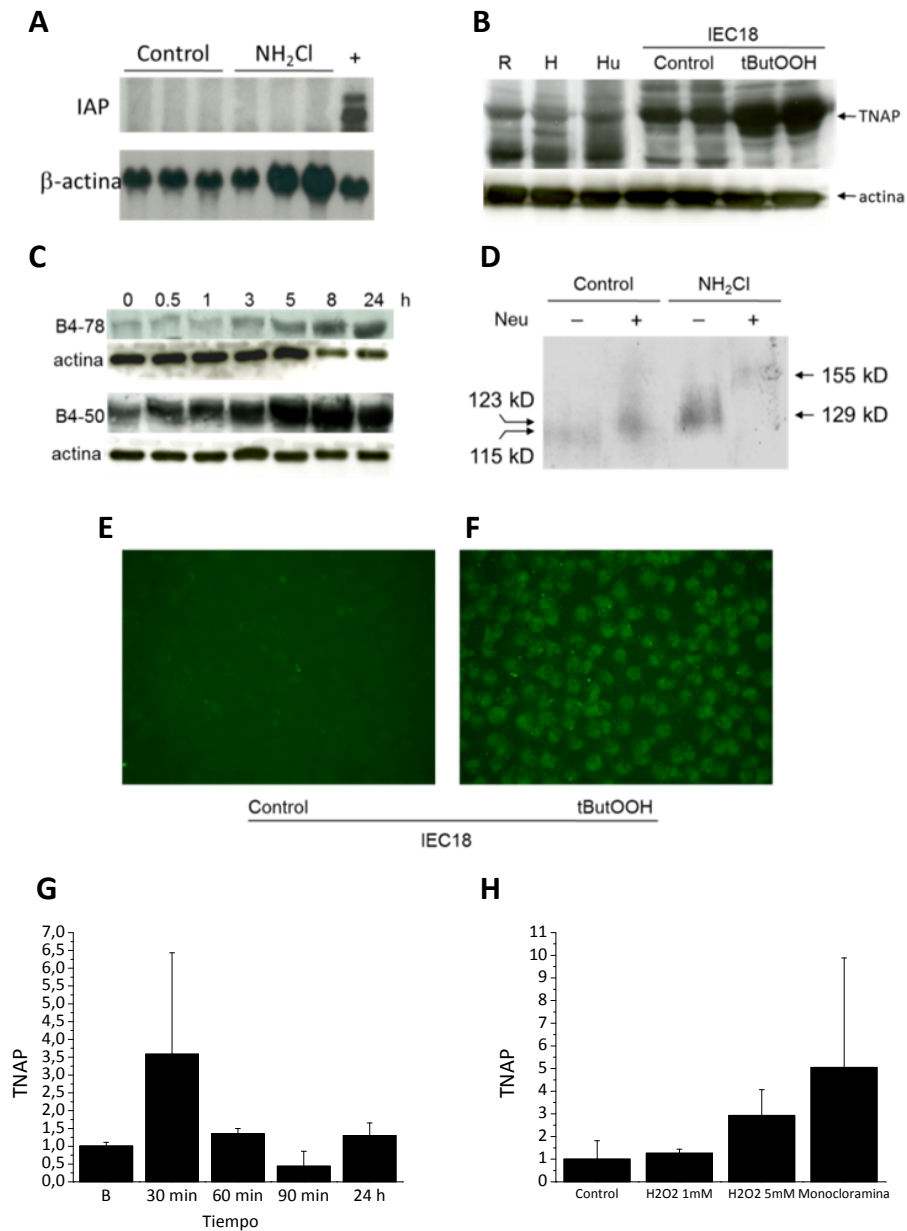 A
Control NH₂Cl +
IAP
β-actina
B
IEC18
R H Hu Control tButOOH
TNAP
actina
C
0 0.5 1 3 5 8 24 h
B4-78
actina
B4-50
actina
D
Control NH₂Cl
Neu – + – +
155 kD
123 kD
129 kD
115 kD
E
F
Control tButOOH
IEC18
G
7,0
6,5
6,0
5,5
5,0
4,5
4,0
3,5
3,0
2,5
2,0
1,5
1,0
0,5
0,0
TNAP
B 30 min 60 min 90 min 24 h
Tiempo
H
11
10
9
8
7
6
5
4
3
2
1
0
TNAP
Control H2O2 1mM H2O2 5mM Monocloramina